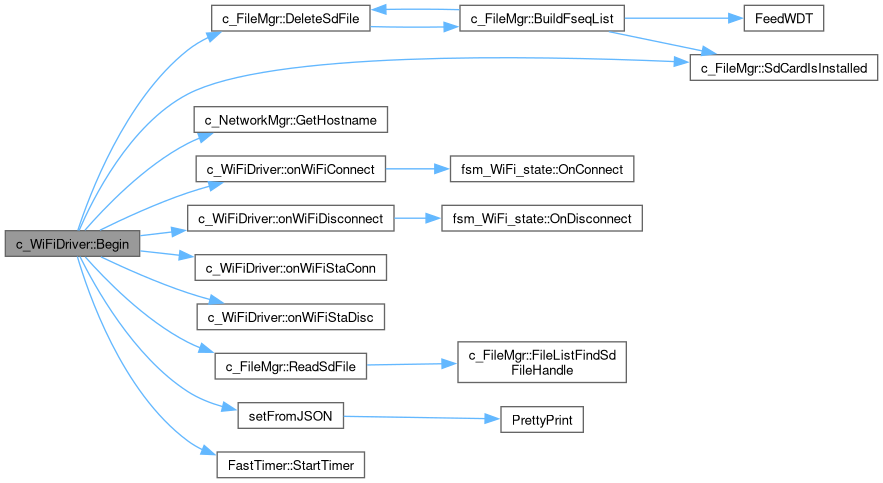 c_WiFiDriver::Begin
c_FileMgr::DeleteSdFile
c_FileMgr::BuildFseqList
FeedWDT
c_FileMgr::SdCardIsInstalled
c_NetworkMgr::GetHostname
c_WiFiDriver::onWiFiConnect
fsm_WiFi_state::OnConnect
c_WiFiDriver::onWiFiDisconnect
fsm_WiFi_state::OnDisconnect
c_WiFiDriver::onWiFiStaConn
c_WiFiDriver::onWiFiStaDisc
c_FileMgr::ReadSdFile
c_FileMgr::FileListFindSd
FileHandle
setFromJSON
PrettyPrint
FastTimer::StartTimer